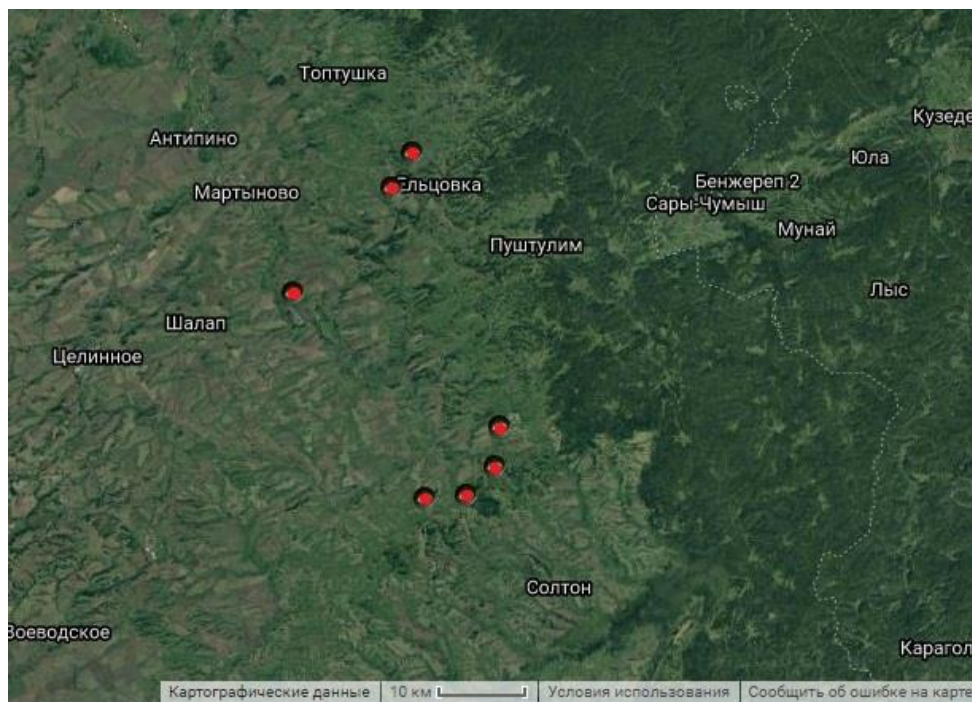 Топтушка
Кузеде
Антипино
Юла
Бенжереп 2
Ельцовка
Мартыново
Сары-Чумыш
Мунай
Пуштулим
Лыс
Шалап
Целинное
Солтон
Воеводское
Карагол
Картографические данные 10 км Условия использования Сообщить об ошибке на карте